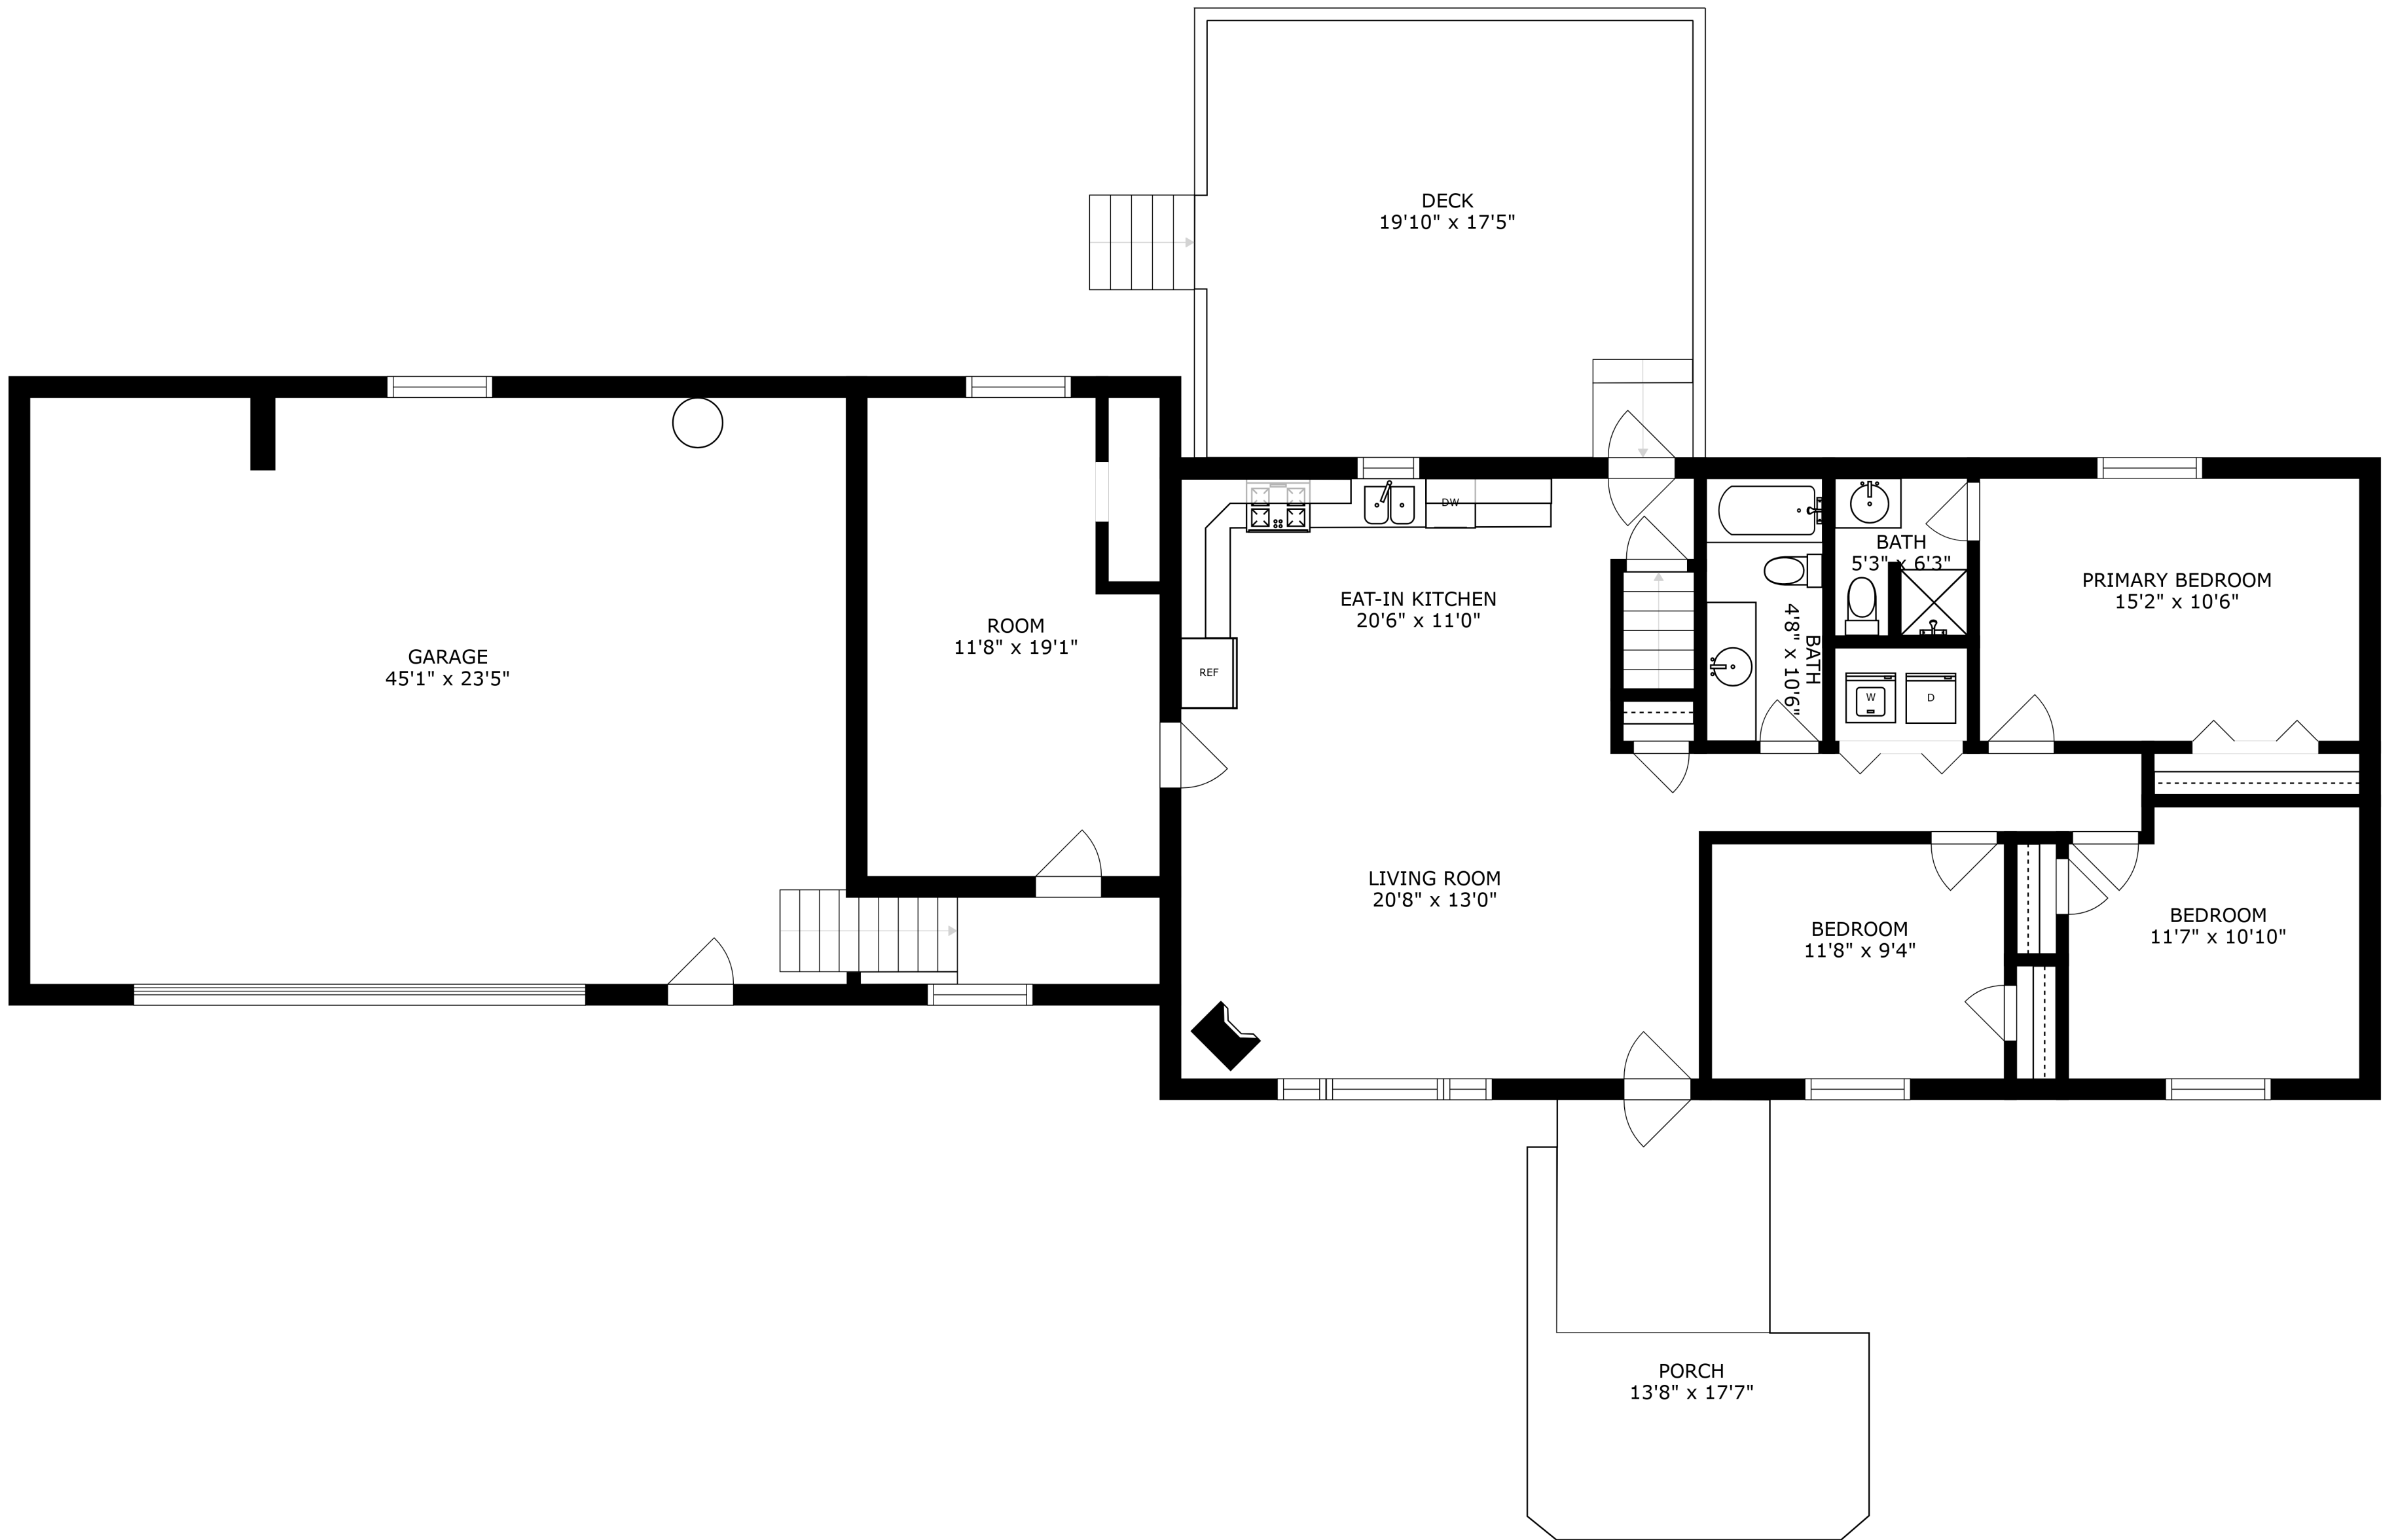 DECK
19'10" x 17'5"
DW
BATH
5'3" x 6'3"
PRIMARY BEDROOM
15'2" x 10'6"
EAT-IN KITCHEN
20'6" x 11'0"
ROOM
11'8" x 19'1"
GARAGE
45'1" x 23'5"
REF
BATH
4'8" x 10'6"
W
D
LIVING ROOM
20'8" x 13'0"
BEDROOM
11'8" x 9'4"
BEDROOM
11'7" x 10'10"
PORCH
13'8" x 17'7"